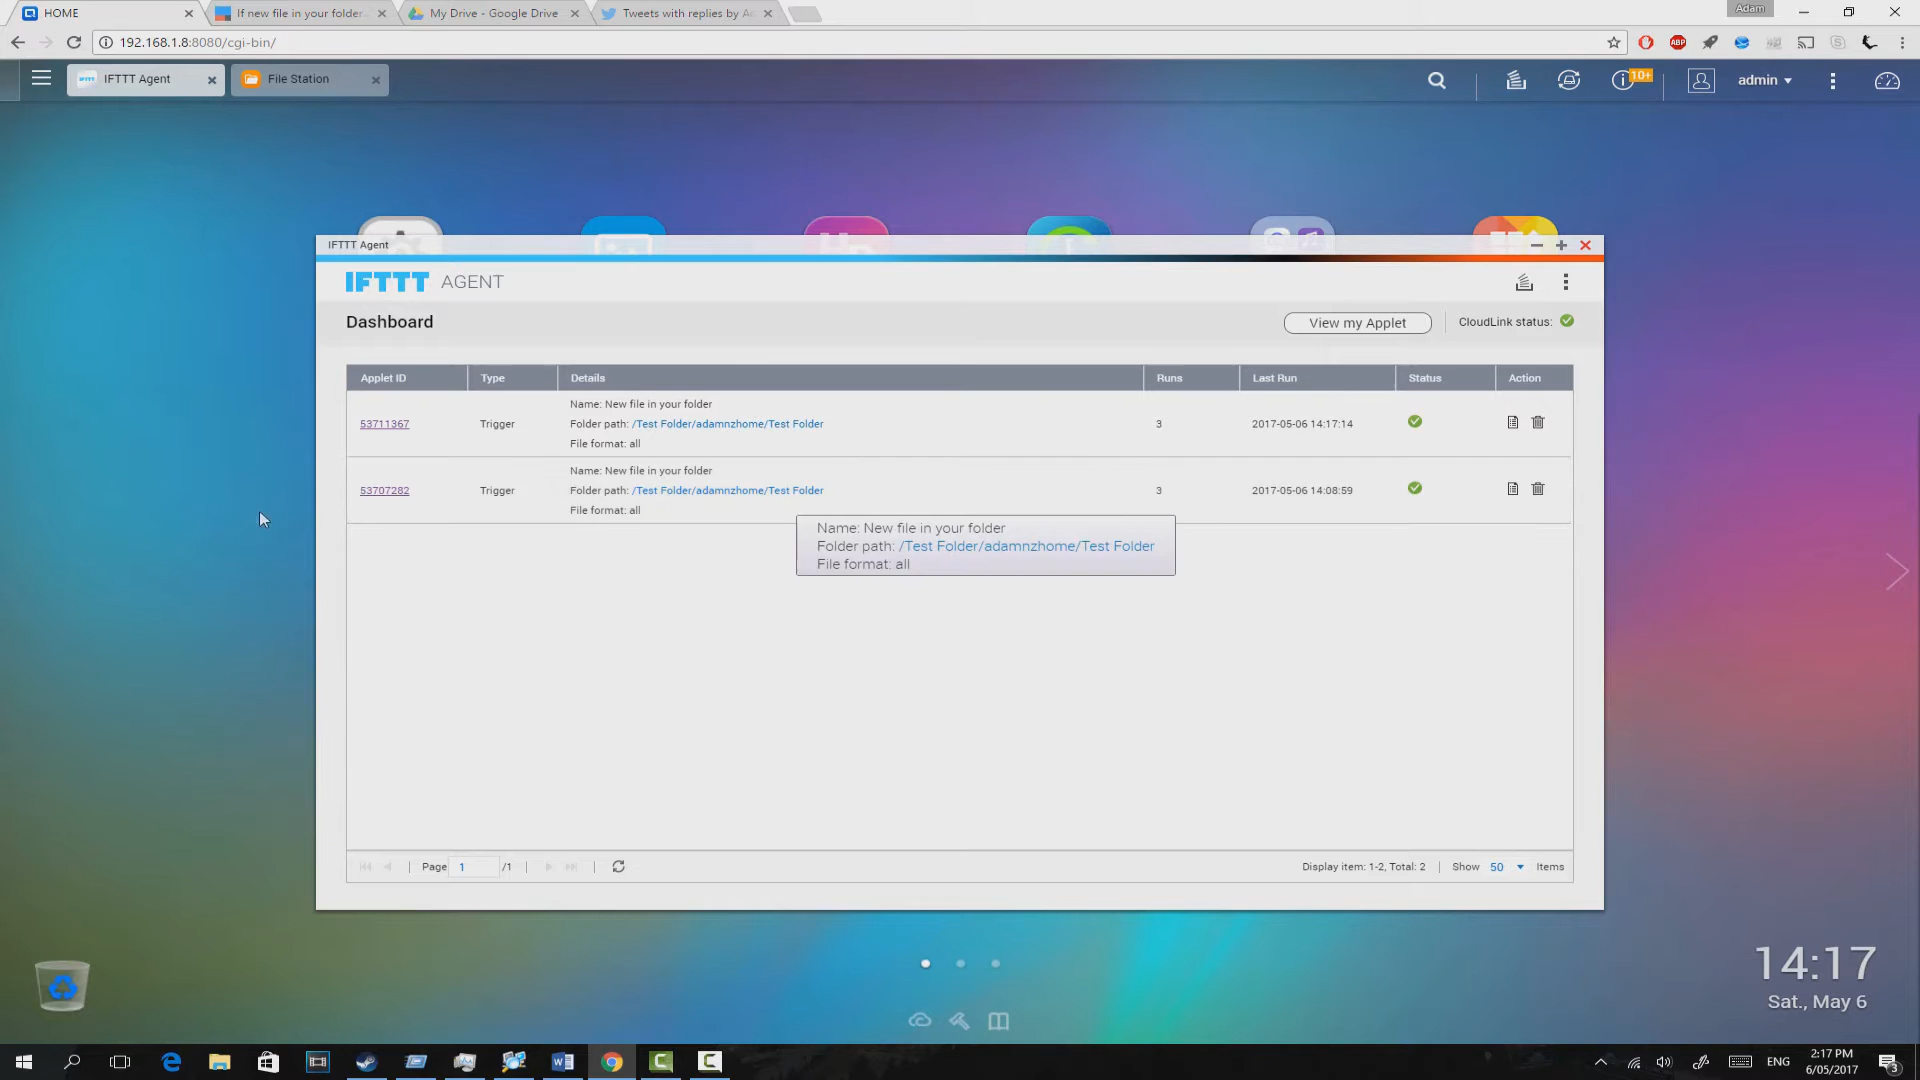 HOME
If new file in your folder
My Drive - Google Drive
Tweets with replies by A
Adam
192.168.1.8:8080/cgi-bin/
ABP
IFTTT Agent
File Station
10+
admin
IFTTT Agent
IFTTT AGENT
Dashboard
View my Applet
CloudLink status:
Applet ID Type Details Runs Last Run Status Action
Name: New file in your folder
53711367 Trigger Folder path: /Test Folder/adamnzhome/Test Folder 3 2017-05-06 14:17:14
File format: all
Name: New file in your folder
53707282 Trigger Folder path: /Test Folder/adamnzhome/Test Folder 3 2017-05-06 14:08:59
File format: all
Name: New file in your folder
Folder path: /Test Folder/adamnzhome/Test Folder
File format: all
Page 1 /1
Display item: 1-2, Total: 2
Show 50 Items
14:17
Sat., May 6
ENG
2:17 PM
6/05/2017
3